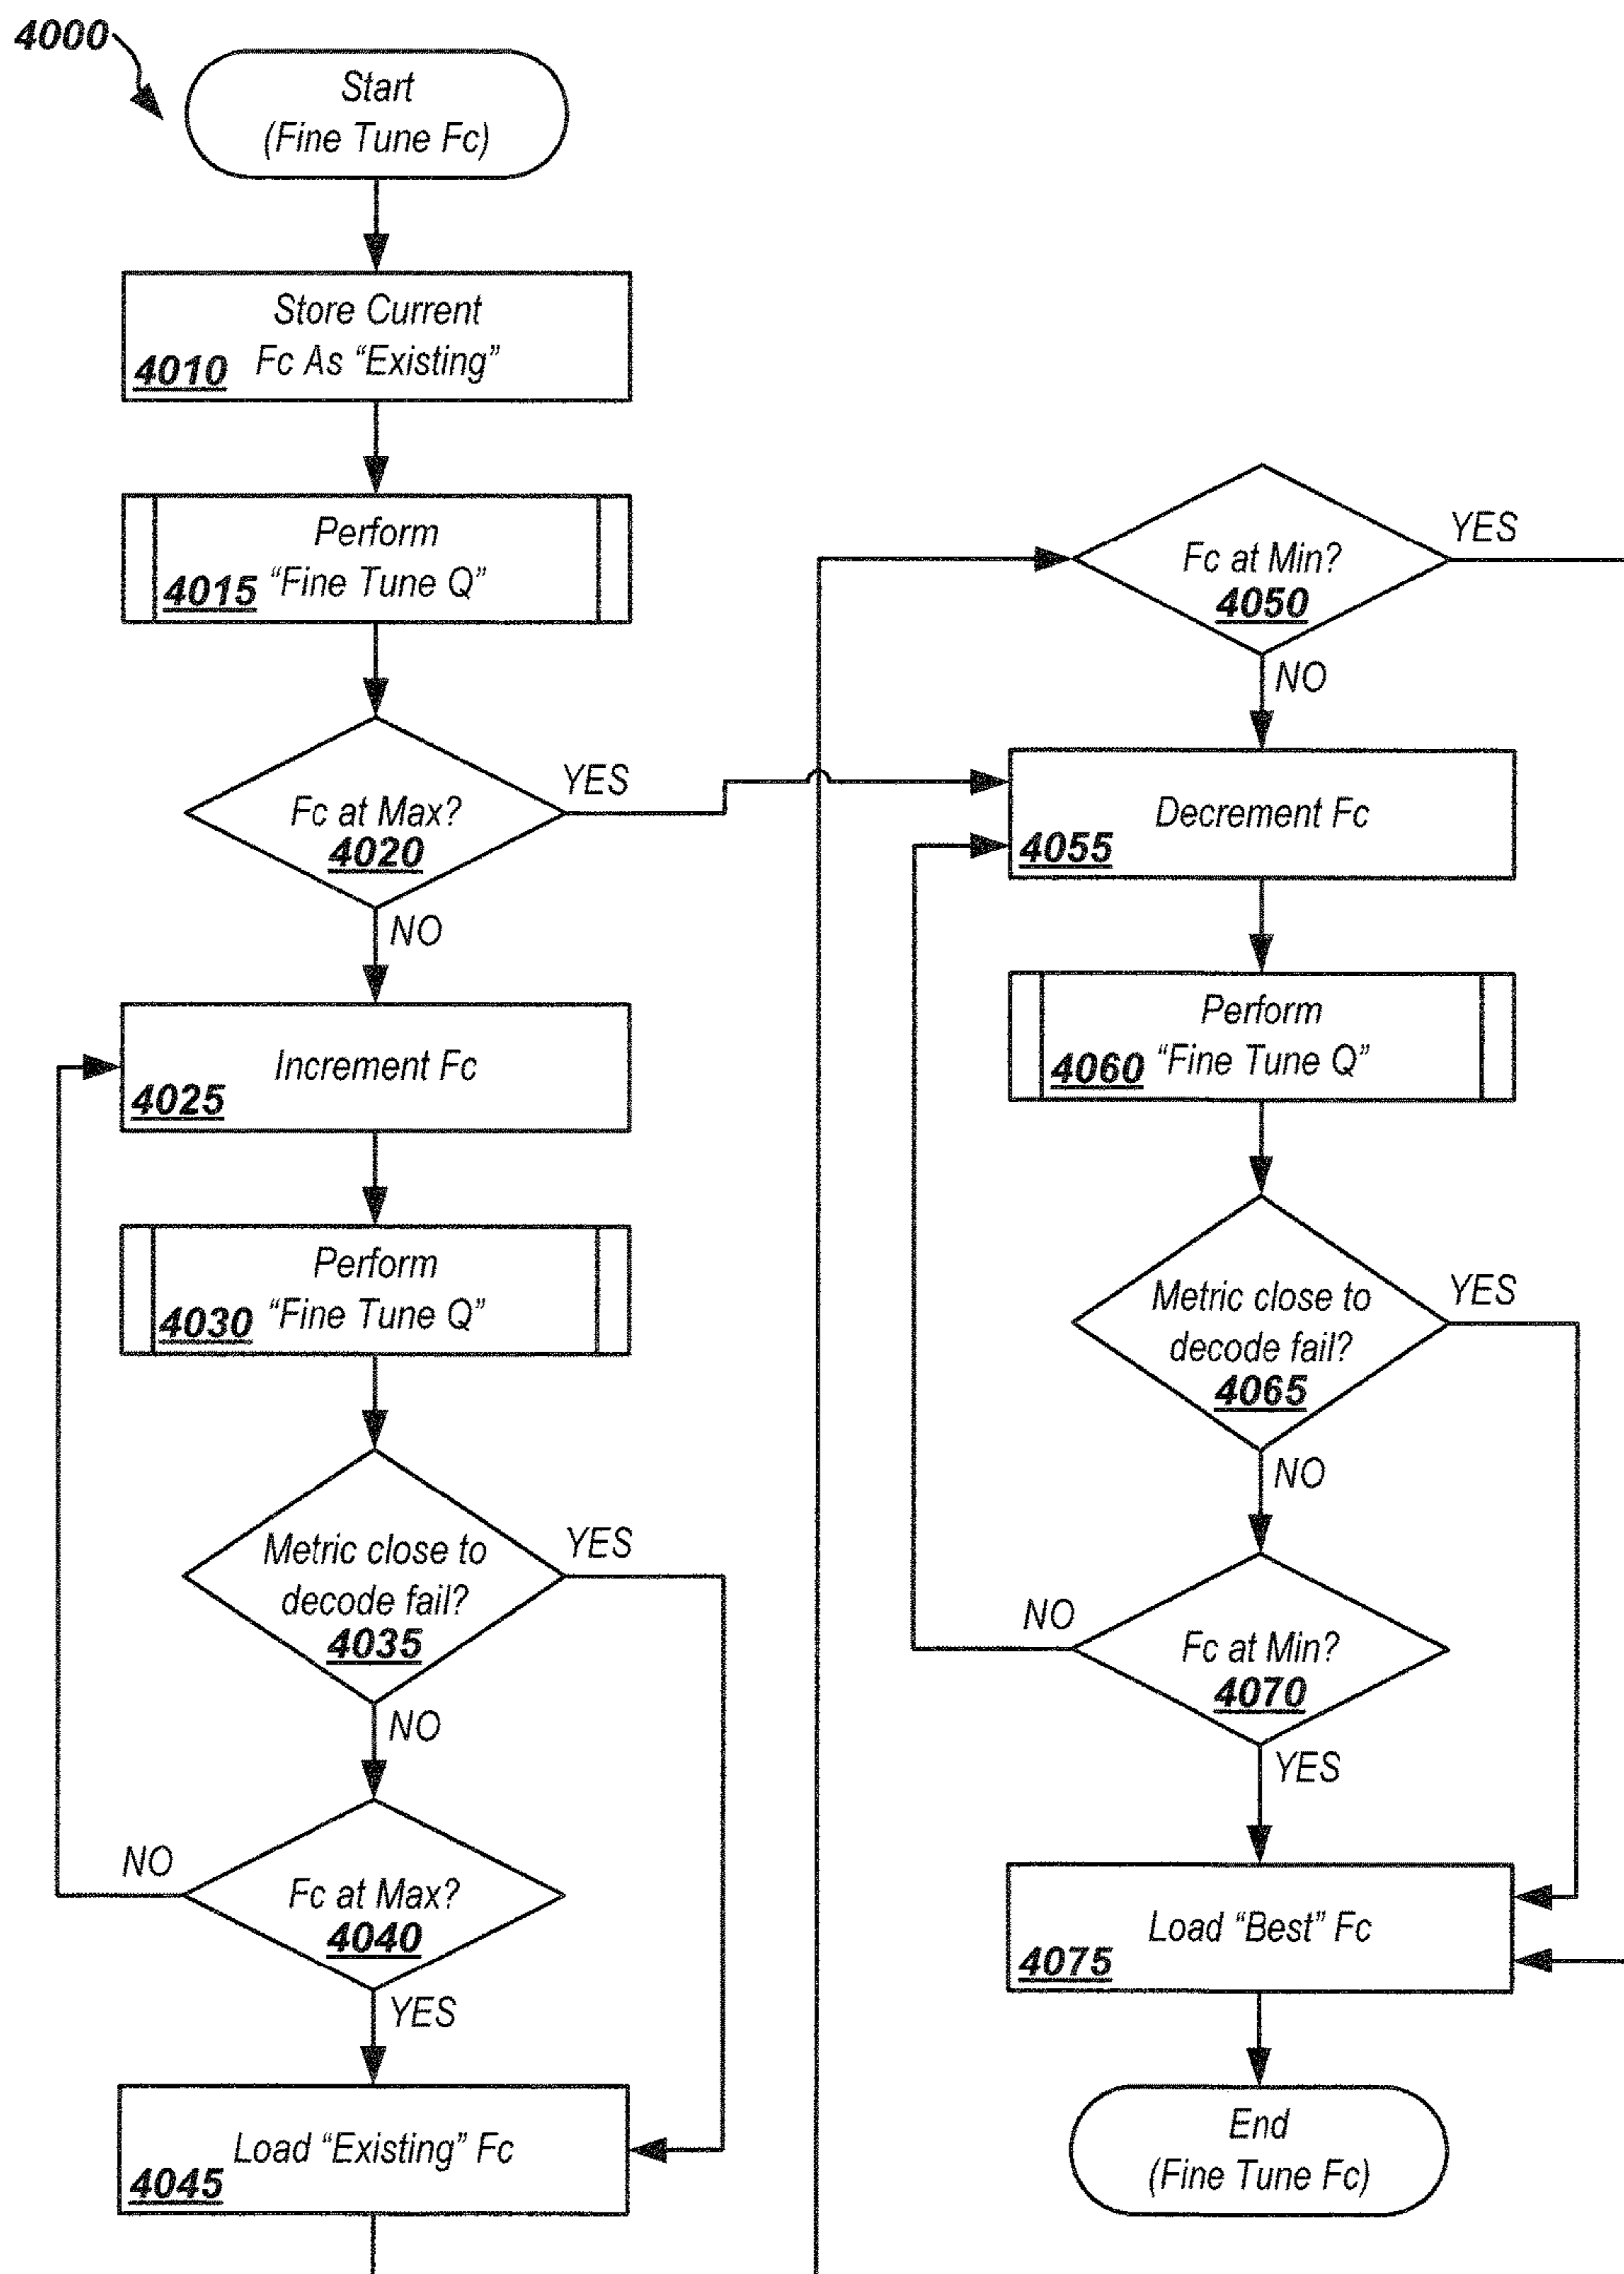 4000
Start
(Fine Tune Fc)
Store Current
4010 Fc As “Existing”
Perform
4015 “Fine Tune Q”
Fc at Max?
4020
YES
NO
Increment Fc
4025
Perform
4030 “Fine Tune Q”
Metric close to
decode fail?
4035
YES
NO
Fc at Max?
4040
NO
YES
Load “Existing” Fc
4045
Fc at Min?
4050
YES
NO
Decrement Fc
4055
Perform
4060 “Fine Tune Q”
Metric close to
decode fail?
4065
YES
NO
Fc at Min?
4070
NO
YES
Load “Best” Fc
4075
End
(Fine Tune Fc)